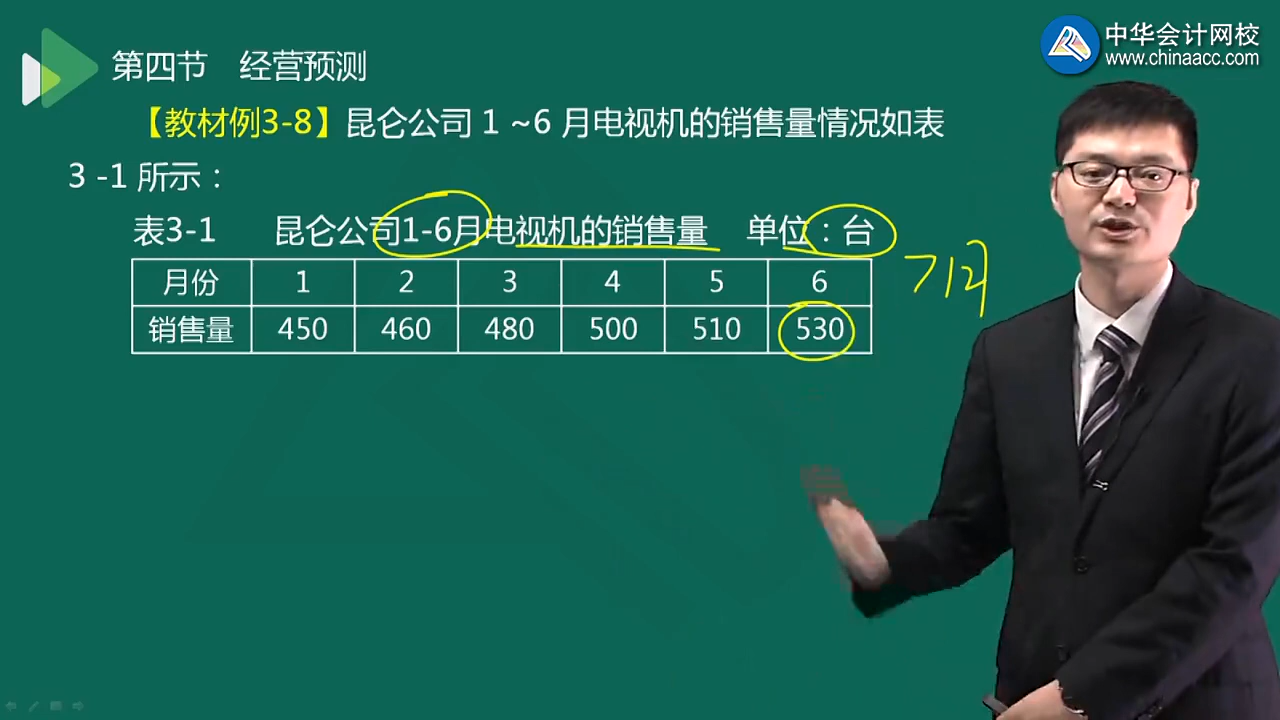 中华会计网校
www.chinaacc.com
第四节 经营预测
【教材例3-8】昆仑公司 1 ~6 月电视机的销售量情况如表
3 -1 所示：
表3-1 昆仑公司1-6月电视机的销售量 单位：台
月份 1 2 3 4 5 6
销售量 450 460 480 500 510 530
7月